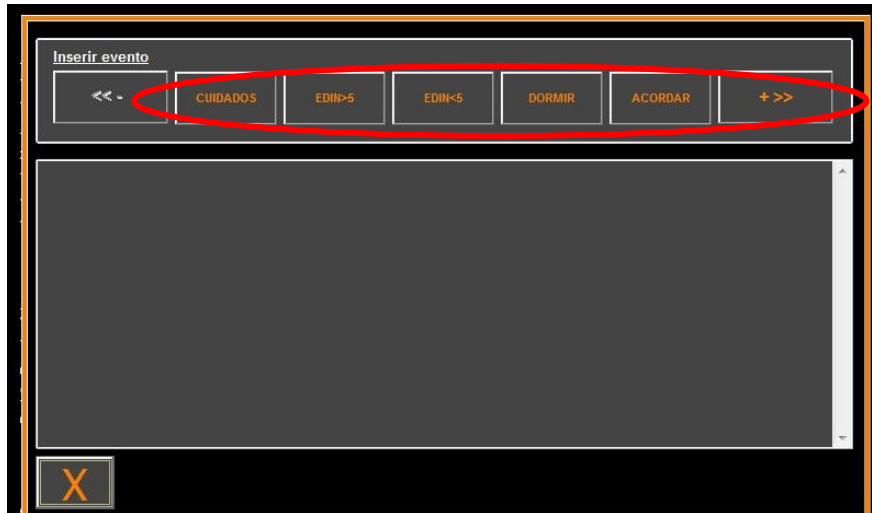 Inserir evento
<< - CUIDADOS EDIN>5 EDIN<5 DORMIR ACORDAR + >>
X